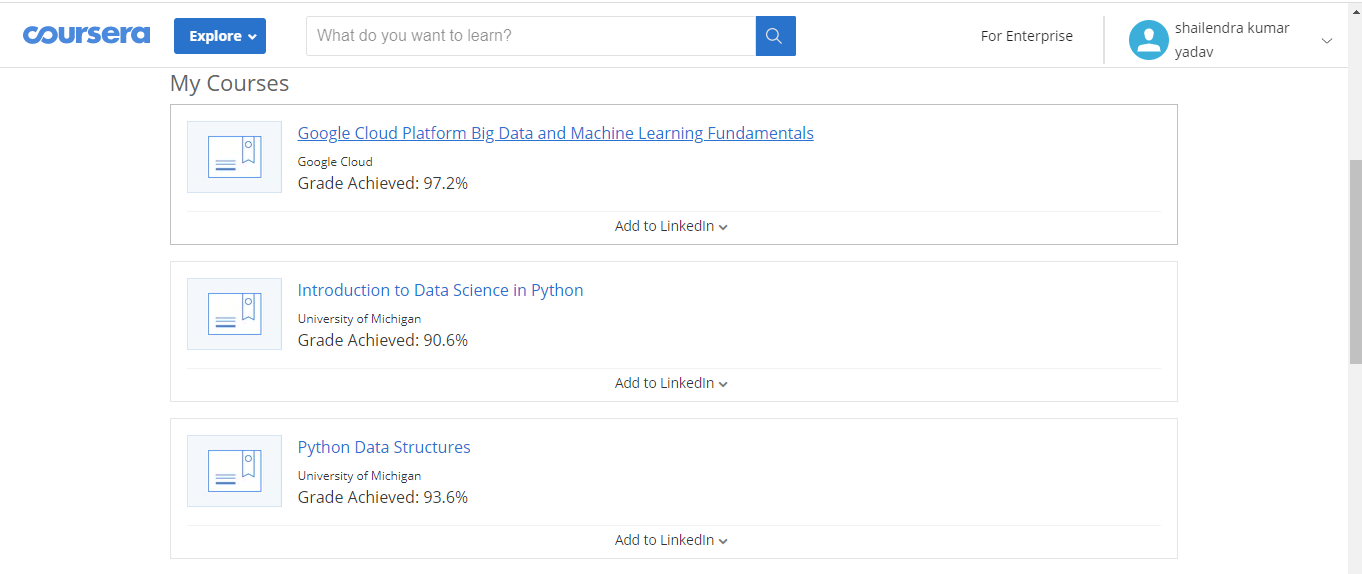 coursera
Explore
What do you want to learn?
For Enterprise
shailendra kumar
yadav
My Courses
Google Cloud Platform Big Data and Machine Learning Fundamentals
Google Cloud
Grade Achieved: 97.2%
Add to LinkedIn
Introduction to Data Science in Python
University of Michigan
Grade Achieved: 90.6%
Add to LinkedIn
Python Data Structures
University of Michigan
Grade Achieved: 93.6%
Add to LinkedIn